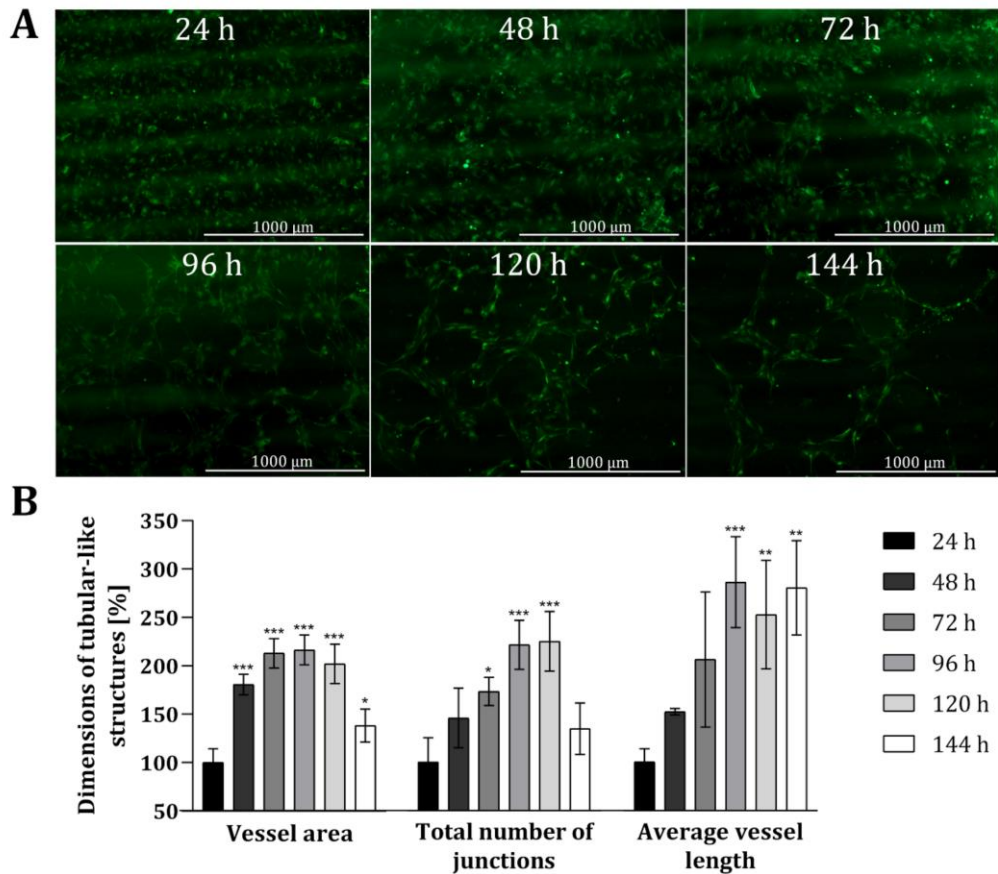 A
24 h
48 h
72 h
1000 µm
1000 µm
1000 µm
96 h
120 h
144 h
1000 µm
1000 µm
1000 µm
B
Dimensions of tubular-like
structures [%]
350
300
250
200
150
100
50
***
***
***
***
*
*
***
***
***
**
**
Vessel area
Total number of
junctions
Average vessel
length
24 h
48 h
72 h
96 h
120 h
144 h